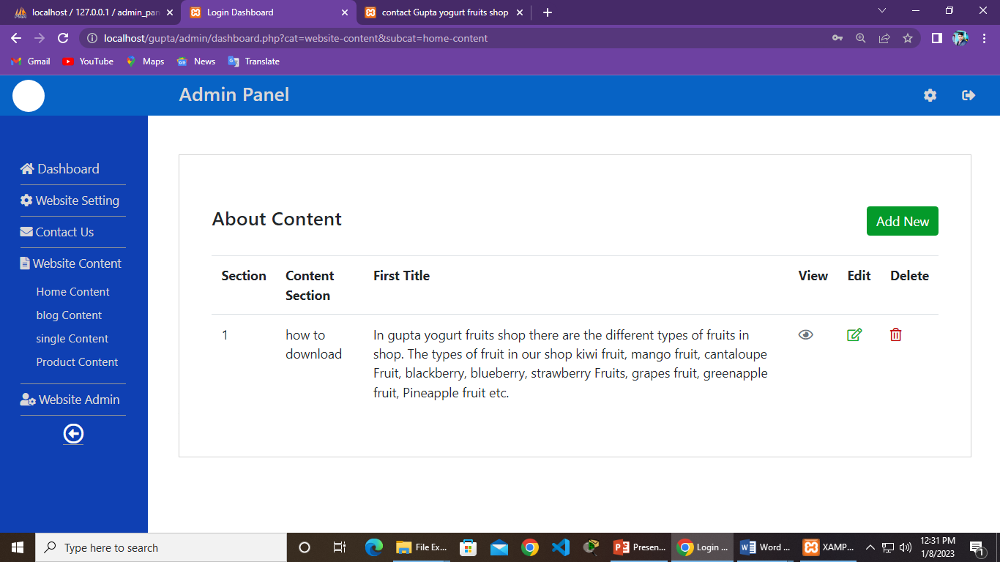 localhost / 127.0.0.1 / admin_pan
Login Dashboard
contact Gupta yogurt fruits shop
localhost/gupta/admin/dashboard.php?cat=website-content&subcat=home-content
Gmail
YouTube
Maps
News
Translate
Admin Panel
Dashboard
Website Setting
Contact Us
Website Content
Home Content
blog Content
single Content
Product Content
Website Admin
About Content
Add New
Section
Content
Section
First Title
View
Edit
Delete
1
how to
download
In gupta yogurt fruits shop there are the different types of fruits in
shop. The types of fruit in our shop kiwi fruit, mango fruit, cantaloupe
Fruit, blackberry, blueberry, strawberry Fruits, grapes fruit, greenapple
fruit, Pineapple fruit etc.
Type here to search
File Ex...
Presen...
Login ...
Word ...
XAMP...
12:31 PM
1/8/2023
1